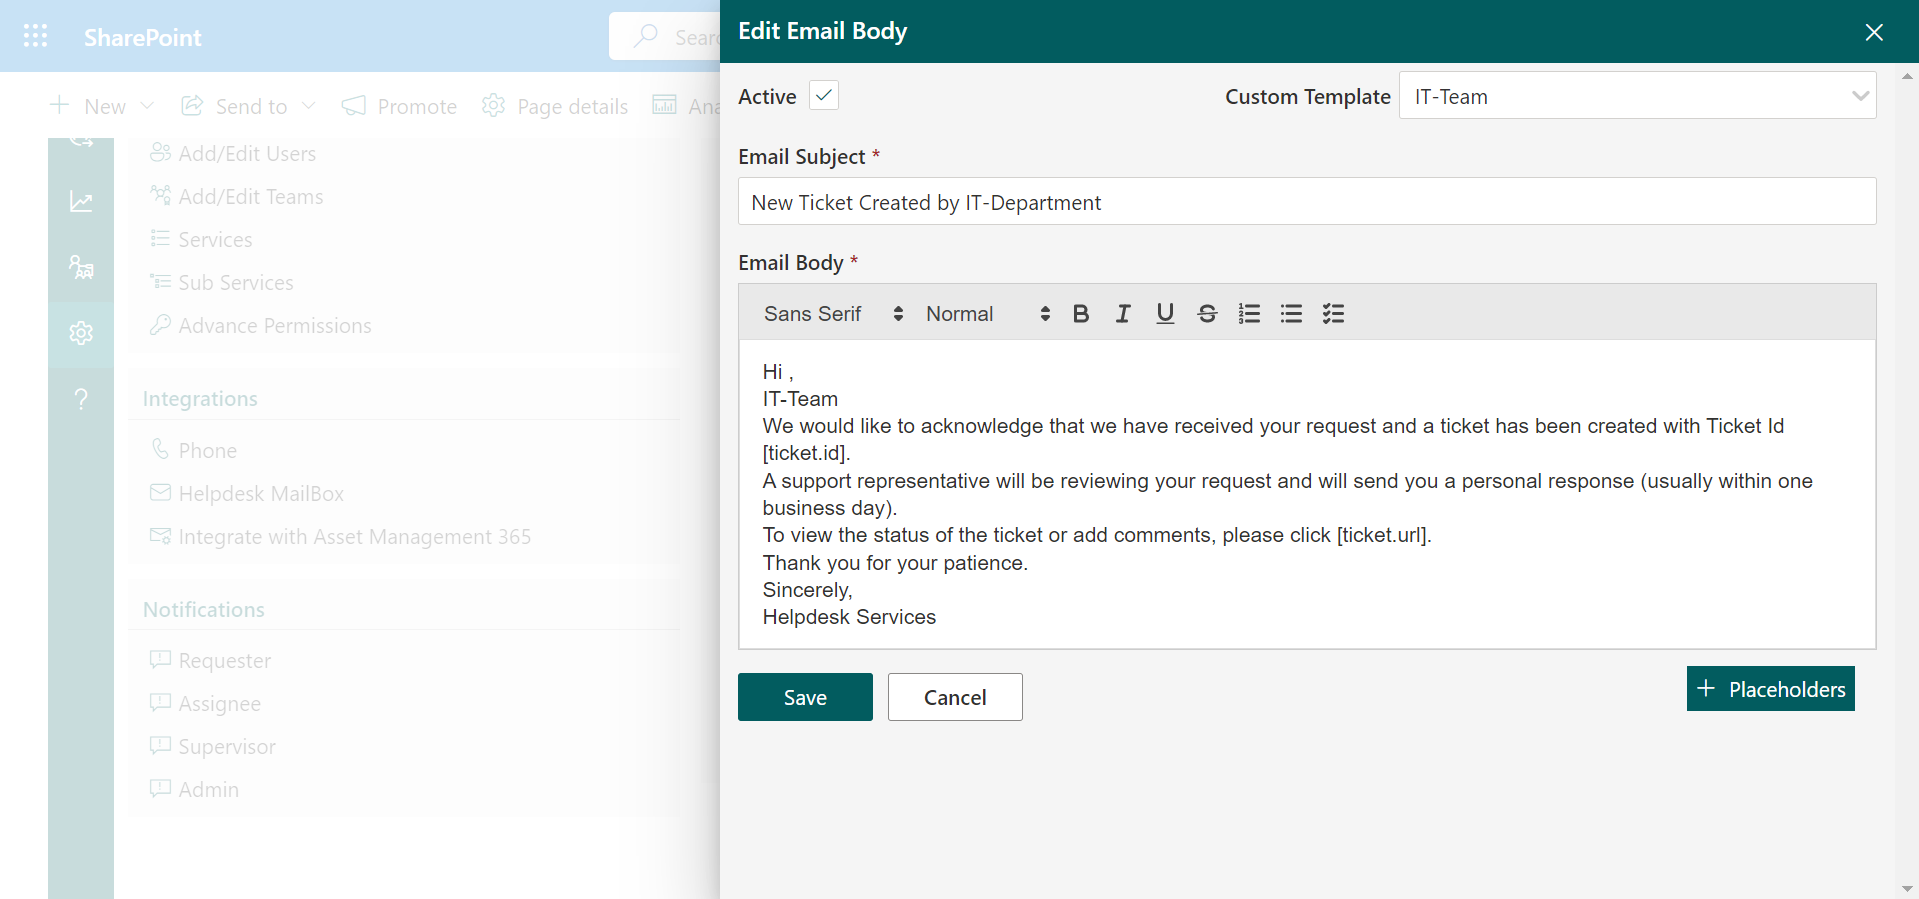 SharePoint
Edit Email Body
New
Send to
Promote
Page details
Active
Custom Template
IT-Team
Add/Edit Users
Add/Edit Teams
Services
Sub Services
Advance Permissions
Integrations
Phone
Helpdesk MailBox
Integrate with Asset Management 365
Notifications
Requester
Assignee
Supervisor
Admin
Email Subject *
New Ticket Created by IT-Department
Email Body *
Sans Serif
Normal
B I U S
Hi ,
IT-Team
We would like to acknowledge that we have received your request and a ticket has been created with Ticket Id
[ticket.id].
A support representative will be reviewing your request and will send you a personal response (usually within one
business day).
To view the status of the ticket or add comments, please click [ticket.url].
Thank you for your patience.
Sincerely,
Helpdesk Services
Save
Cancel
Placeholders